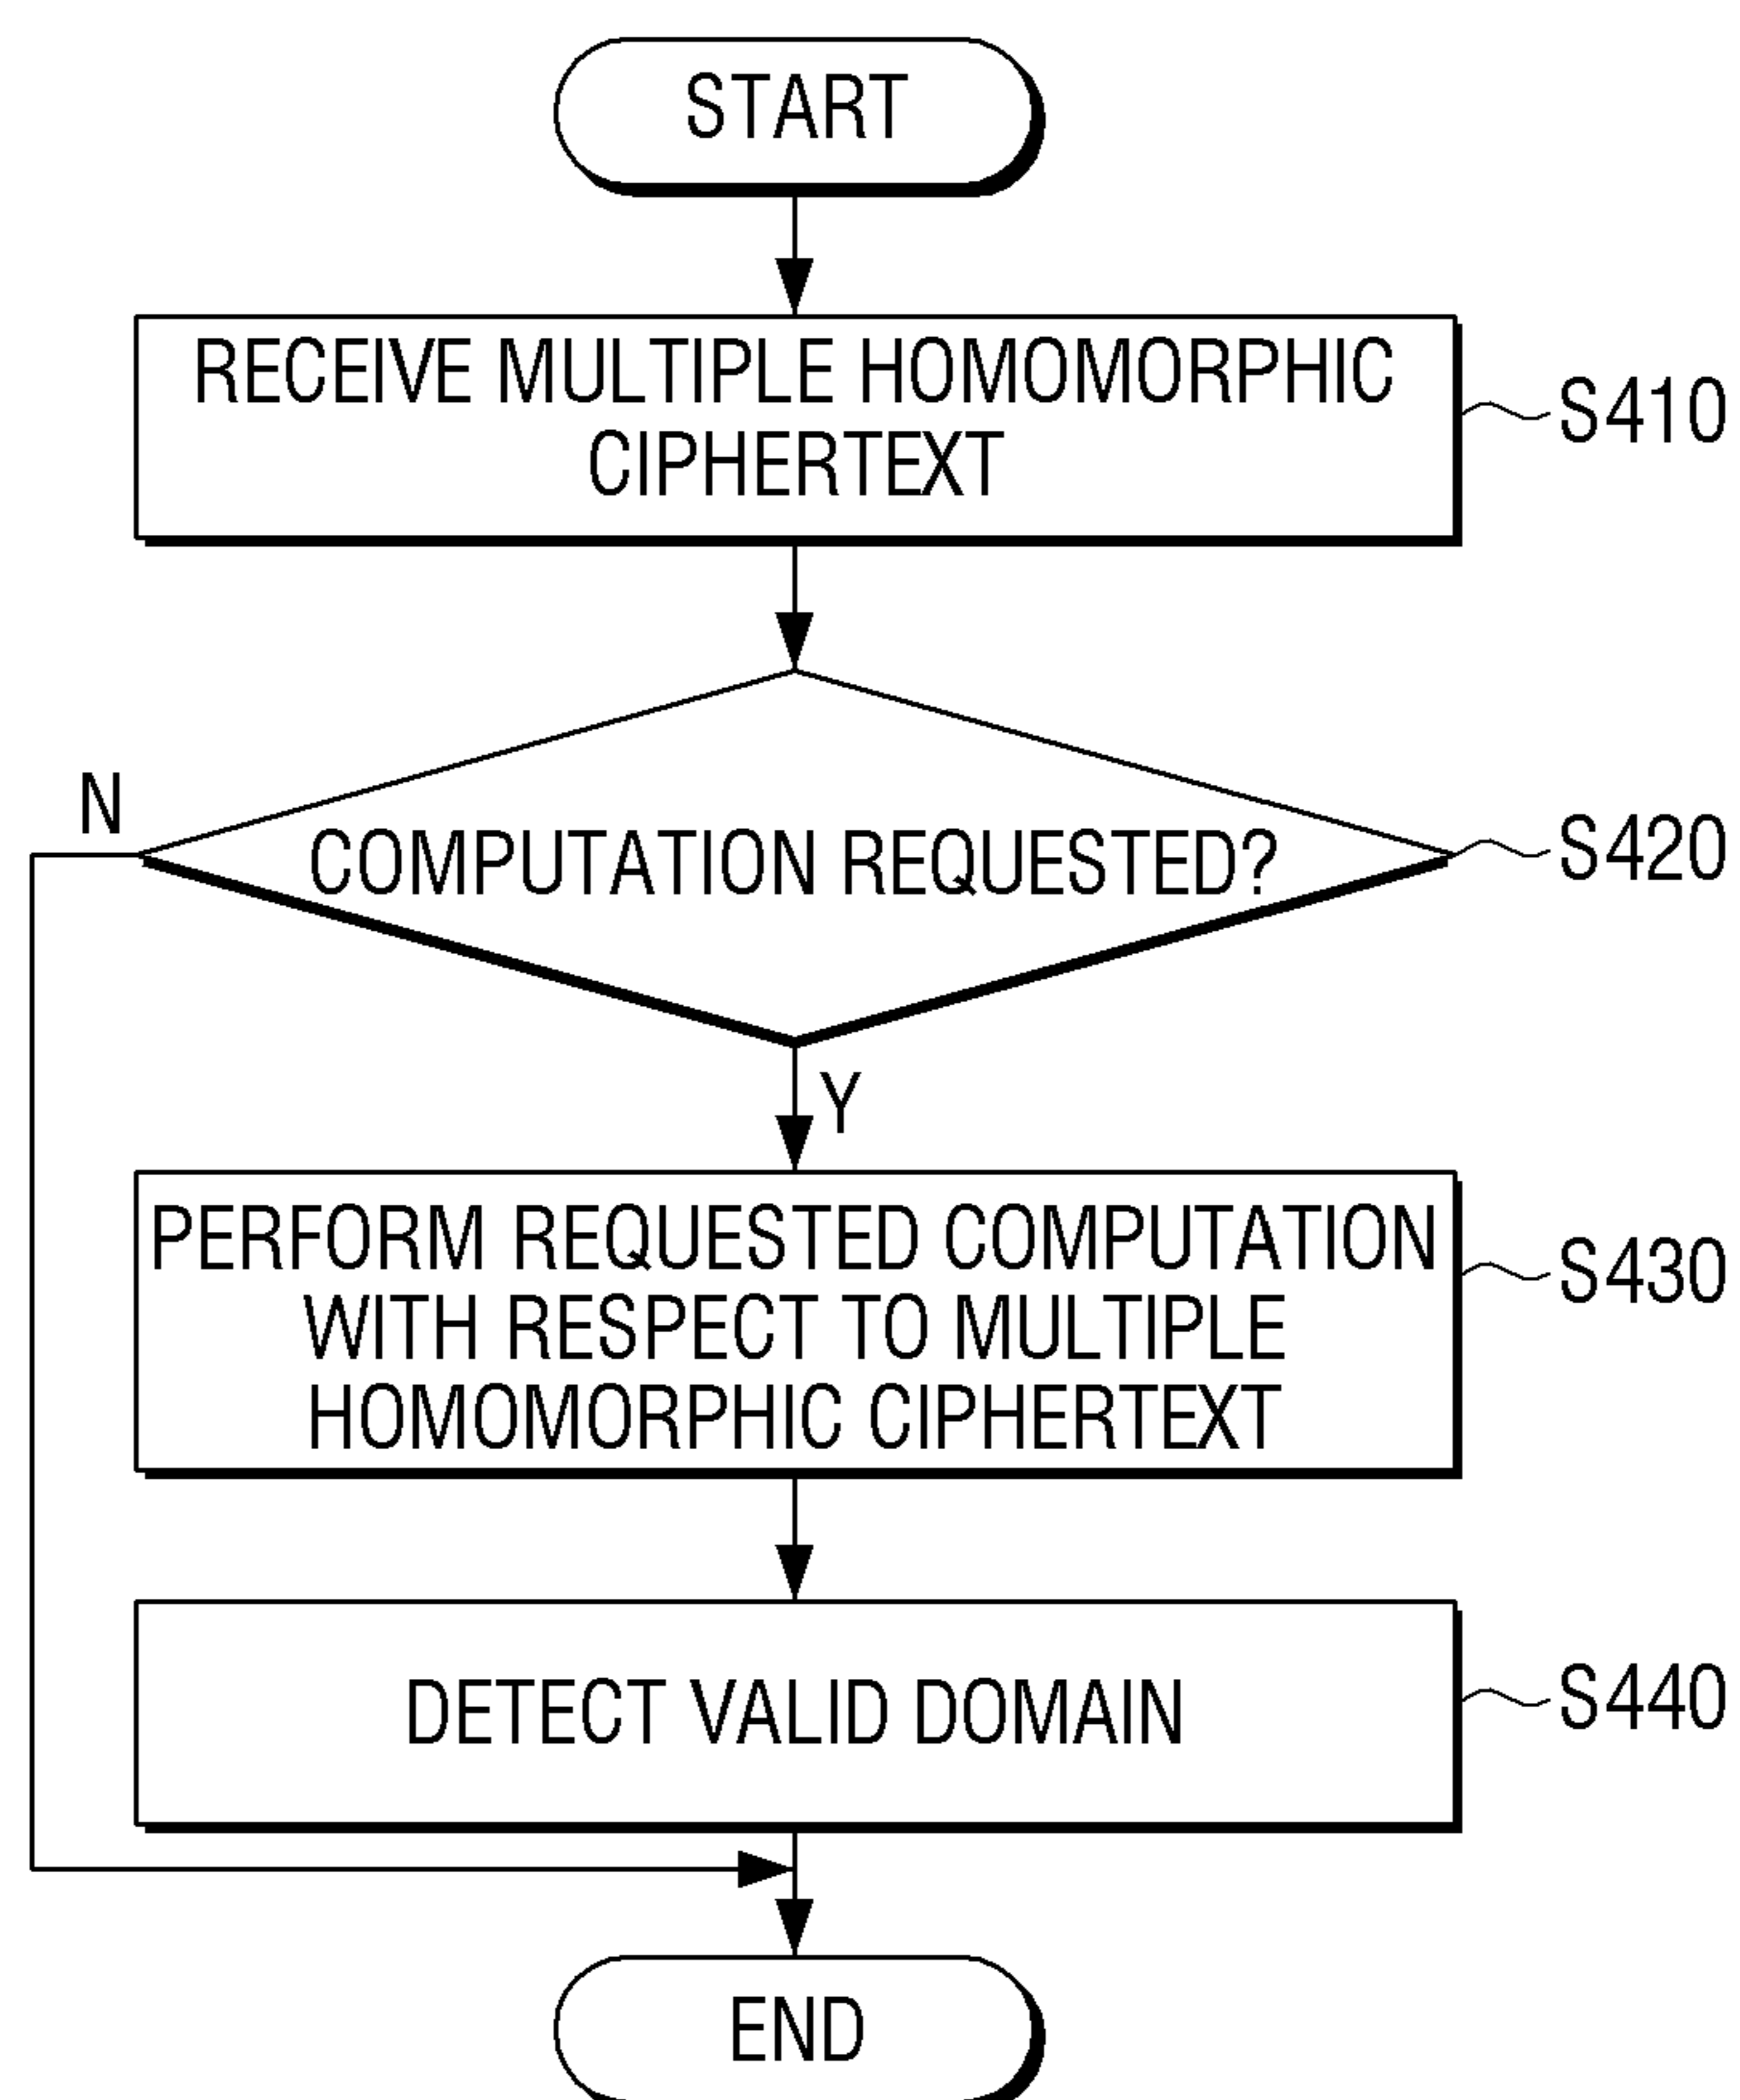 START
RECEIVE MULTIPLE HOMOMORPHIC
CIPHERTEXT
S410
N
COMPUTATION REQUESTED?
S420
Y
PERFORM REQUESTED COMPUTATION
WITH RESPECT TO MULTIPLE
HOMOMORPHIC CIPHERTEXT
S430
DETECT VALID DOMAIN
S440
END